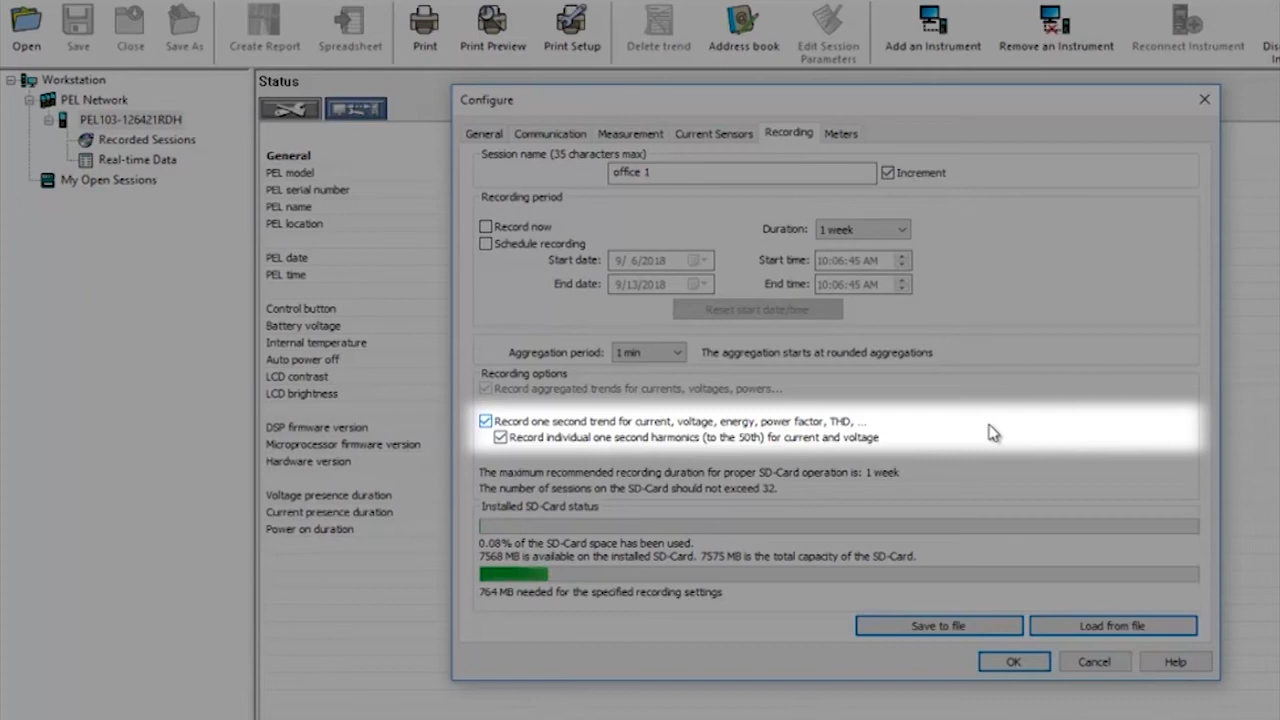 Open
Save
Close
Save As
Create Report
Spreadsheet
Print
Print Preview
Print Setup
Delete trend
Address book
Edit Session
Parameters
Add an Instrument
Remove an Instrument
Reconnect Instrument
Workstation
PEL Network
PEL103-126421RDH
Recorded Sessions
Real-time Data
My Open Sessions
Status
General
PEL model
PEL serial number
PEL name
PEL location
PEL date
PEL time
Control button
Battery voltage
Internal temperature
Auto power off
LCD contrast
LCD brightness
DSP firmware version
Microprocessor firmware version
Hardware version
Voltage presence duration
Current presence duration
Power on duration
Configure
General Communication Measurement Current Sensors Recording Meters
Session name (35 characters max)
office 1
Increment
Recording period
Record now
Duration: 1 week
Schedule recording
Start date: 9/ 6/2018 Start time: 10:06:45 AM
End date: 9/13/2018 End time: 10:06:45 AM
Reset start date/time
Aggregation period: 1 min The aggregation starts at rounded aggregations
Recording options
Record aggregated trends for currents, voltages, powers...
Record one second trend for current, voltage, energy, power factor, THD, ...
Record individual one second harmonics (to the 50th) for current and voltage
The maximum recommended recording duration for proper SD-Card operation is: 1 week
The number of sessions on the SD-Card should not exceed 32.
Installed SD-Card status
0.08% of the SD-Card space has been used.
7568 MB is available on the installed SD-Card. 7575 MB is the total capacity of the SD-Card.
764 MB needed for the specified recording settings
Save to file
Load from file
OK
Cancel
Help